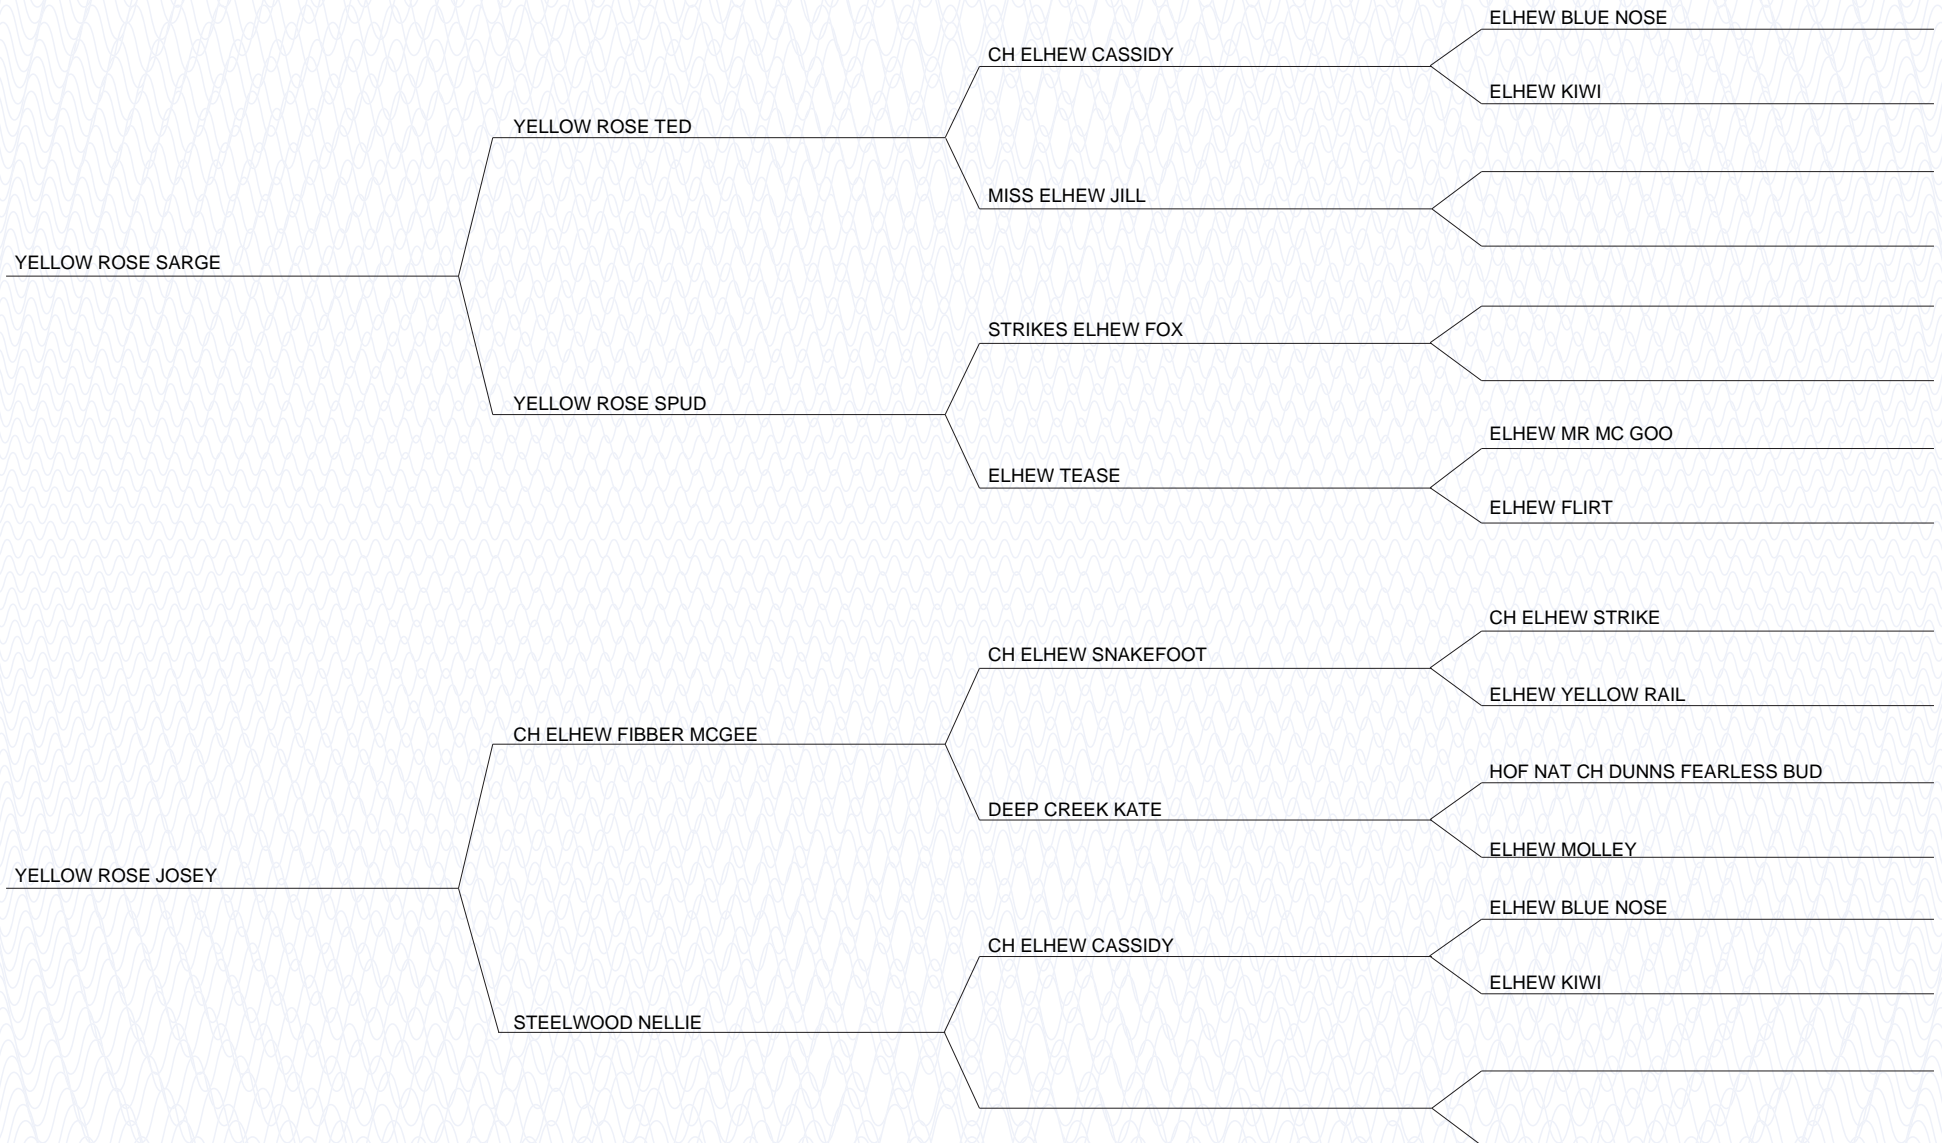 ELHEW BLUE NOSE
CH ELHEW CASSIDY
ELHEW KIWI
YELLOW ROSE TED
MISS ELHEW JILL
YELLOW ROSE SARGE
STRIKES ELHEW FOX
YELLOW ROSE SPUD
ELHEW MR MC GOO
ELHEW TEASE
ELHEW FLIRT
CH ELHEW STRIKE
CH ELHEW SNAKEFOOT
ELHEW YELLOW RAIL
CH ELHEW FIBBER MCGEE
HOF NAT CH DUNNS FEARLESS BUD
DEEP CREEK KATE
ELHEW MOLLEY
YELLOW ROSE JOSEY
ELHEW BLUE NOSE
CH ELHEW CASSIDY
ELHEW KIWI
STEELWOOD NELLIE